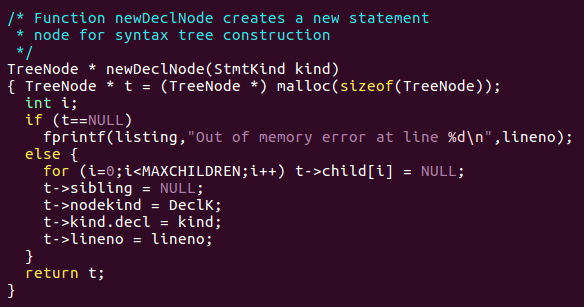 /* Function newDeclNode creates a new statement
 * node for syntax tree construction
 */
TreeNode * newDeclNode(StmtKind kind)
{ TreeNode * t = (TreeNode *) malloc(sizeof(TreeNode));
  int i;
  if (t==NULL)
    fprintf(listing,"Out of memory error at line %d\n",lineno);
  else {
    for (i=0;i<MAXCHILDREN;i++) t->child[i] = NULL;
    t->sibling = NULL;
    t->nodekind = DeclK;
    t->kind.decl = kind;
    t->lineno = lineno;
  }
  return t;
}